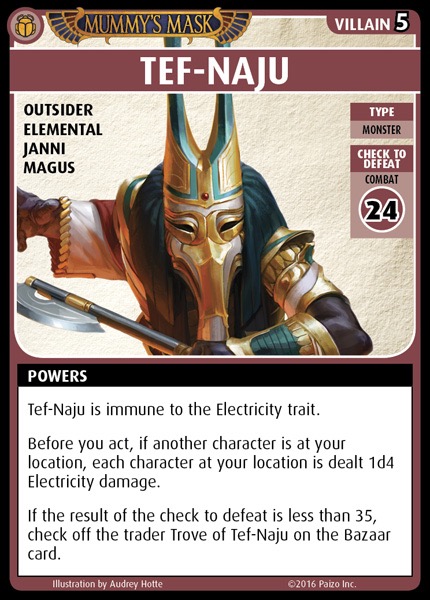 MUMMY'S MASK
VILLAIN 5
TEF-NAJU
OUTSIDER
ELEMENTAL
JANNI
MAGUS
TYPE
MONSTER
CHECK TO
DEFEAT
COMBAT
24
POWERS
Tef-Naju is immune to the Electricity trait.
Before you act, if another character is at your
location, each character at your location is dealt 1d4
Electricity damage.
If the result of the check to defeat is less than 35,
check off the trader Trove of Tef-Naju on the Bazaar
card.
Illustration by Audrey Hotte
©2016 Paizo Inc.